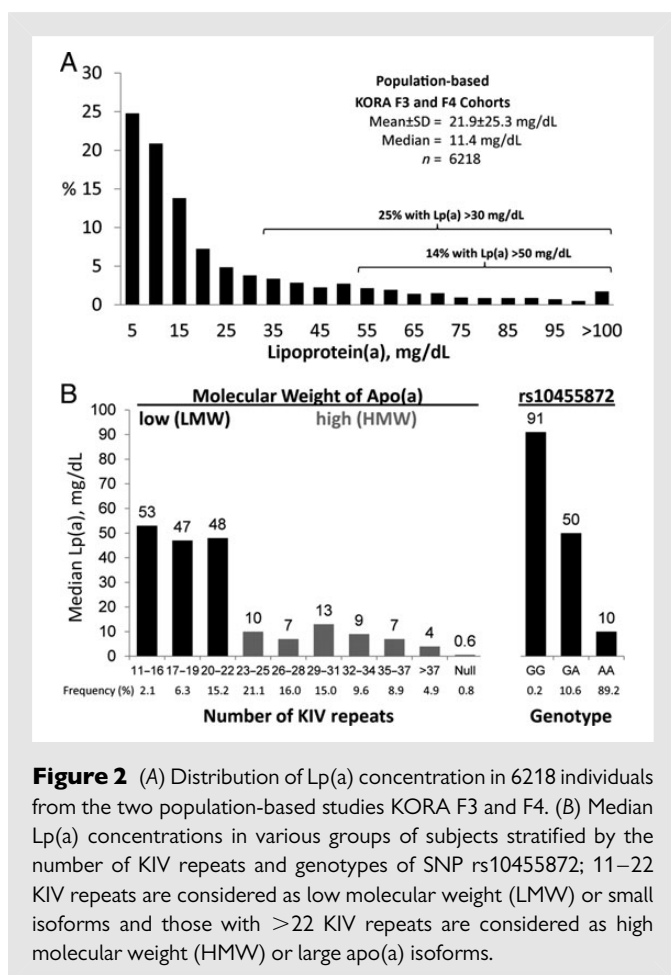 A
30
25
20
% 15
10
5
0
Population-based
KORA F3 and F4 Cohorts
Mean±SD = 21.9±25.3 mg/dL
Median = 11.4 mg/dL
n = 6218
25% with Lp(a) >30 mg/dL
14% with Lp(a) >50 mg/dL
5 15 25 35 45 55 65 75 85 95 >100
Lipoprotein(a), mg/dL
B
Molecular Weight of Apo(a)
low (LMW) high (HMW)
rs10455872
Median Lp(a), mg/dL
100
90
80
70
60
50
40
30
20
10
0
53 47 48 10 7 13 9 7 4 0.6
91 50 10
11–16 17–19 20–22 23–25 26–28 29–31 32–34 35–37 >37 Null GG GA AA
Frequency (%) 2.1 6.3 15.2 21.1 16.0 15.0 9.6 8.9 4.9 0.8 0.2 10.6 89.2
Number of KIV repeats Genotype
Figure 2 (A) Distribution of Lp(a) concentration in 6218 individuals
from the two population-based studies KORA F3 and F4. (B) Median
Lp(a) concentrations in various groups of subjects stratified by the
number of KIV repeats and genotypes of SNP rs10455872; 11–22
KIV repeats are considered as low molecular weight (LMW) or small
isoforms and those with >22 KIV repeats are considered as high
molecular weight (HMW) or large apo(a) isoforms.